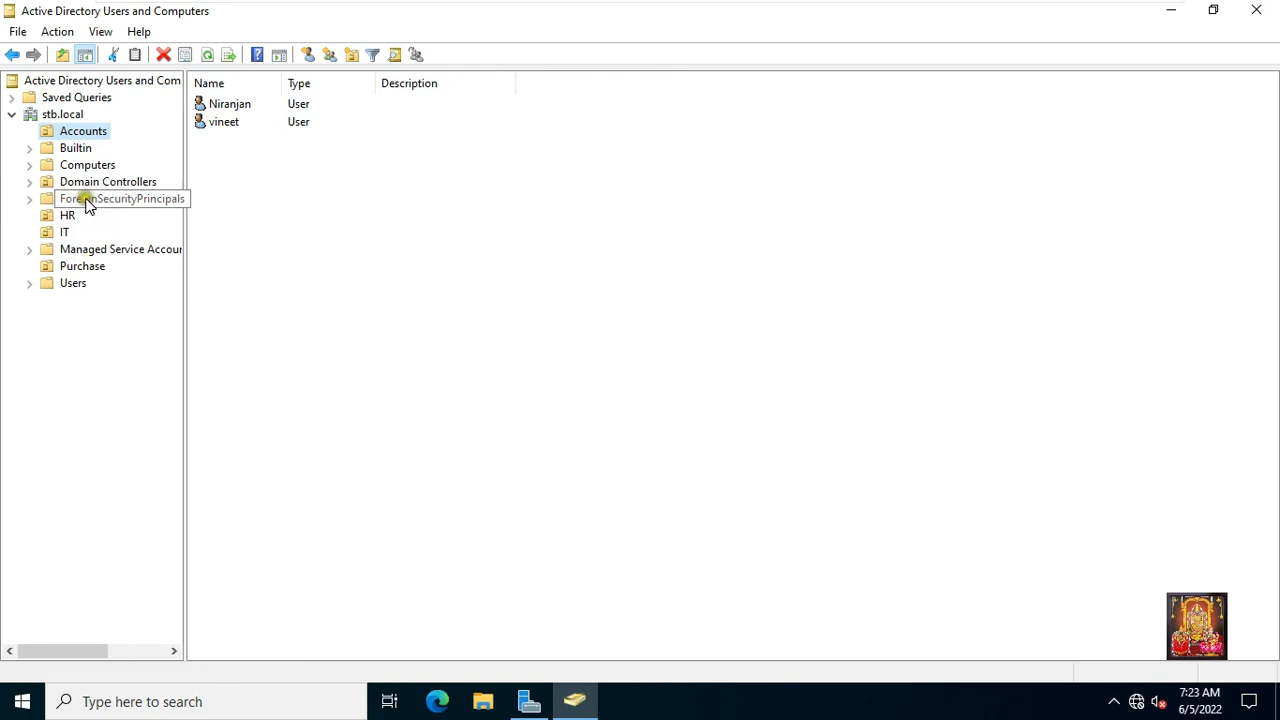 Active Directory Users and Computers
File Action View Help
Active Directory Users and Com
Saved Queries
stb.local
Accounts
Builtin
Computers
Domain Controllers
ForeignSecurityPrincipals
HR
IT
Managed Service Accour
Purchase
Users
Name Type Description
Niranjan User
vineet User
Type here to search
7:23 AM
6/5/2022